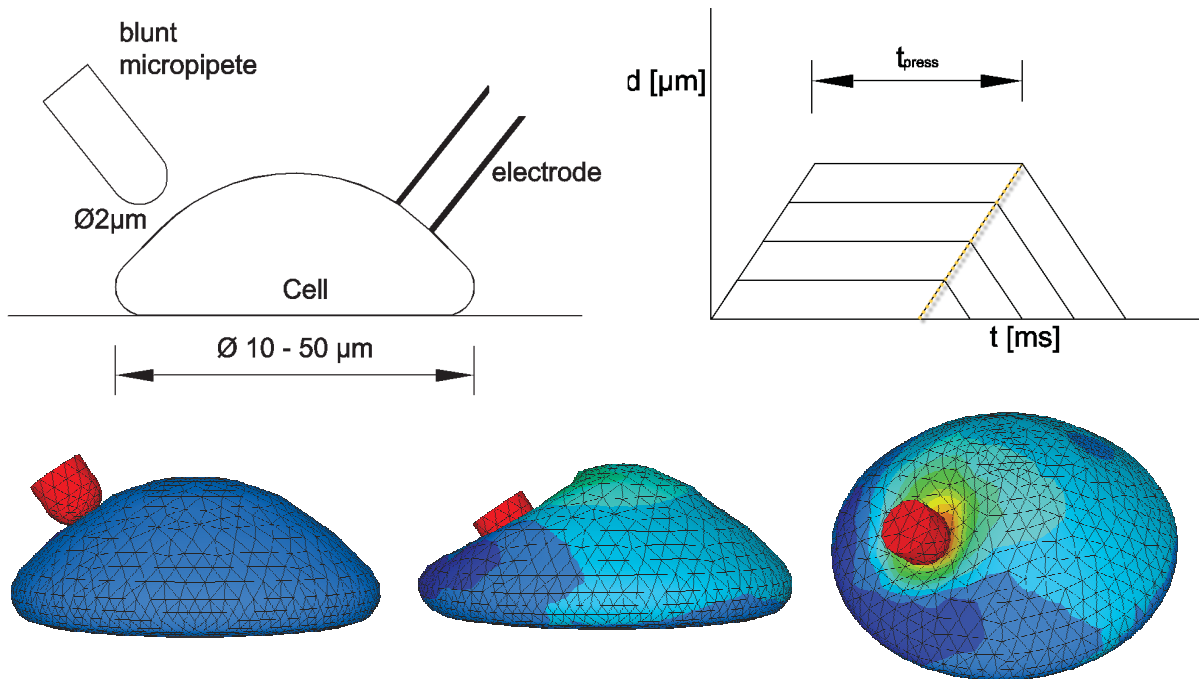 blunt
micropipete
Ø2µm
electrode
Cell
Ø 10 - 50 µm
d [µm]
tpress
t [ms]